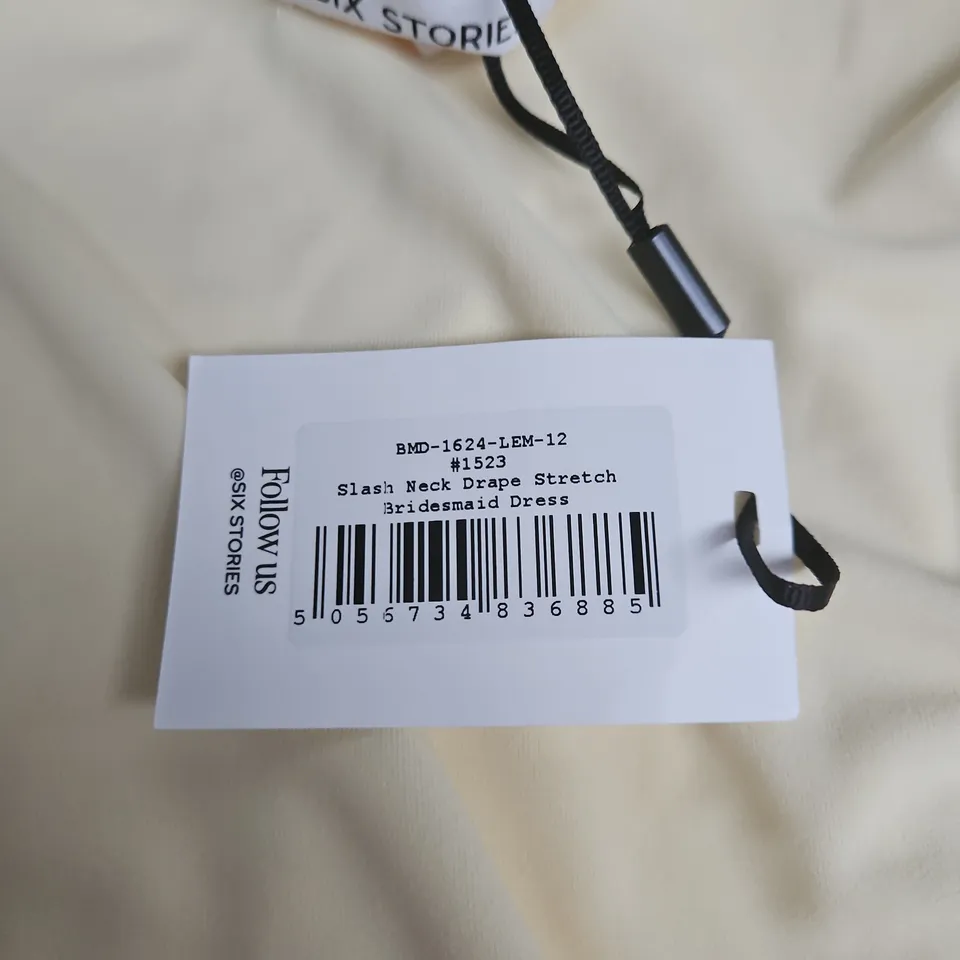 SIX STORIE
BMD-1624-LEM-12
#1523
Slash Neck Drape Stretch
Bridesmaid Dress
5 056734 836885
Follow us
@SIX STORIES